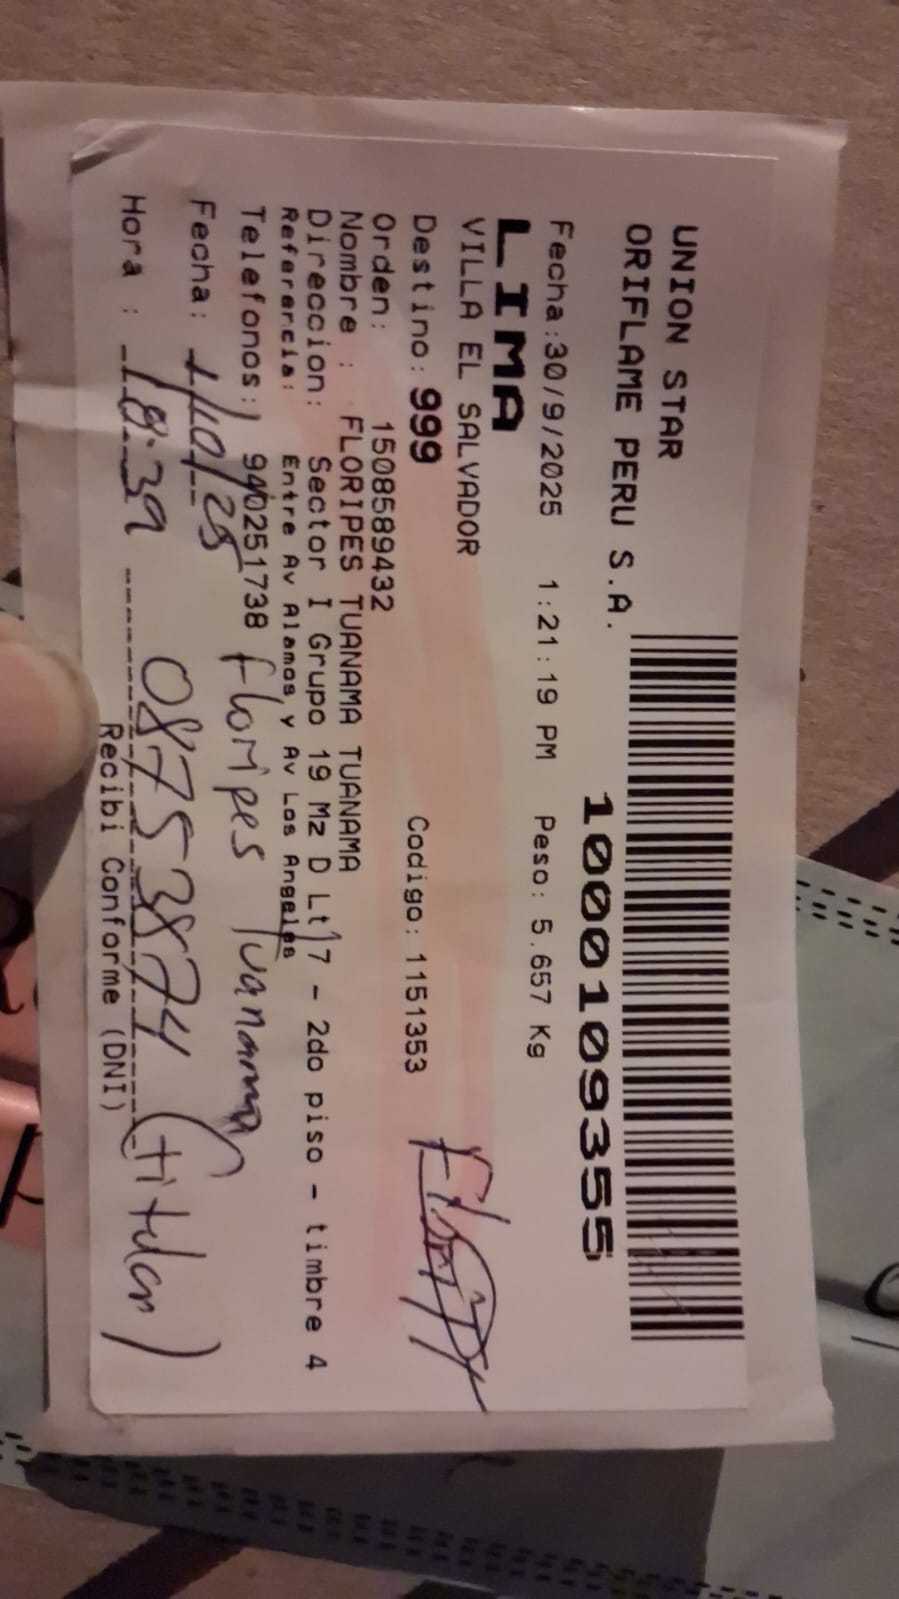 UNION STAR
ORIFLAME PERU S.A.
1000109355
Fecha:30/9/2025 1:21:19 PM Peso: 5.657 Kg
LIMA
VILLA EL SALVADOR
Destino: 999 Codigo: 1151353
Orden: 1508589432
Nombre : FLORIPES TUANAMA TUANAMA
Direccion: Sector I Grupo 19 Mz D Lt 7 - 2do piso - timbre 4
Referencia: Entre Av Alamos y Av Los Angeles
Telefonos: 940251738
Floripes Tuanama
Fecha: 1/10/25
Hora : 18:39 08753874 (titular)
Recibi Conforme (DNI)